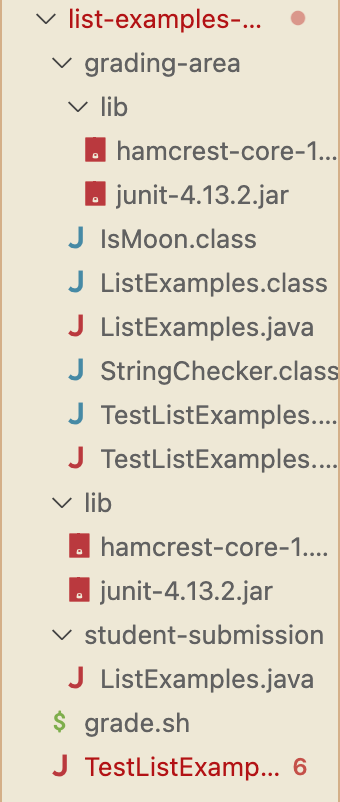 list-examples-...
grading-area
lib
hamcrest-core-1...
junit-4.13.2.jar
IsMoon.class
ListExamples.class
ListExamples.java
StringChecker.class
TestListExamples....
TestListExamples....
lib
hamcrest-core-1....
junit-4.13.2.jar
student-submission
ListExamples.java
$ grade.sh
TestListExamp... 6